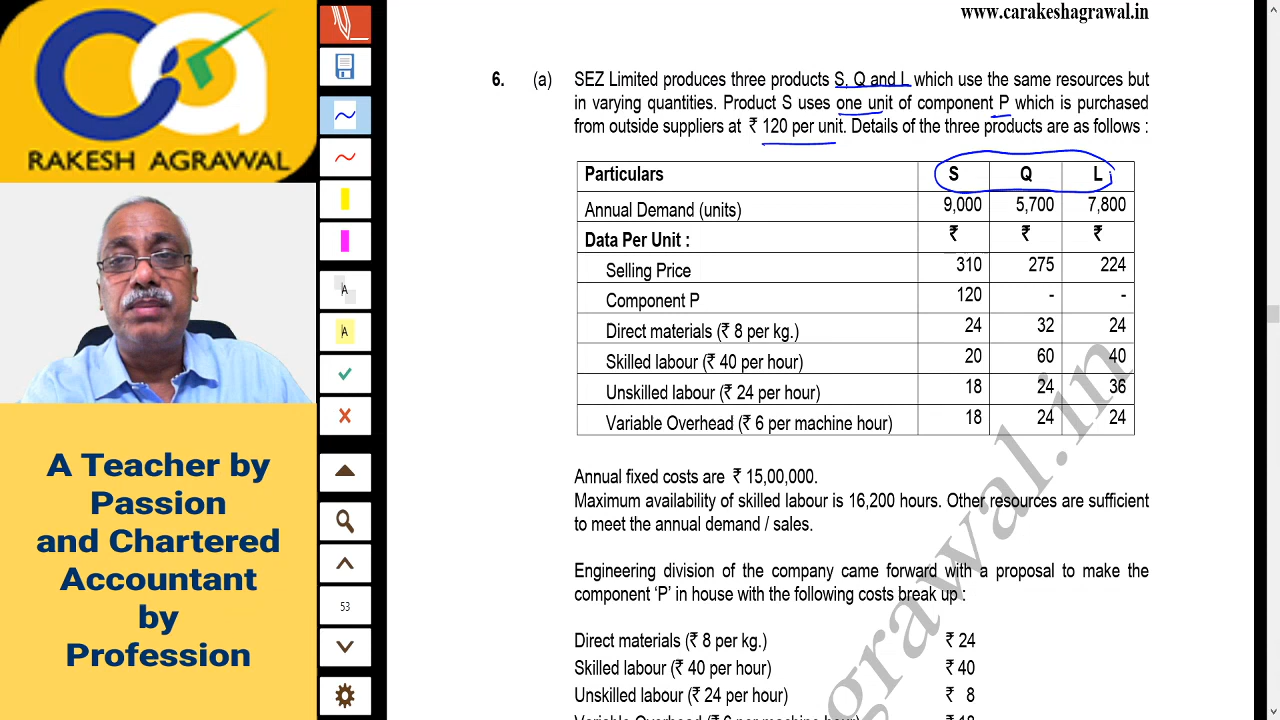 www.carakeshagrawal.in
RAKESH AGRAWAL
A Teacher by
Passion
and Chartered
Accountant
by
Profession
A
A
53
6. (a) SEZ Limited produces three products S, Q and L which use the same resources but
in varying quantities. Product S uses one unit of component P which is purchased
from outside suppliers at ₹ 120 per unit. Details of the three products are as follows :
Particulars S Q L
Annual Demand (units) 9,000 5,700 7,800
Data Per Unit : ₹ ₹ ₹
Selling Price 310 275 224
Component P 120 - -
Direct materials (₹ 8 per kg.) 24 32 24
Skilled labour (₹ 40 per hour) 20 60 40
Unskilled labour (₹ 24 per hour) 18 24 36
Variable Overhead (₹ 6 per machine hour) 18 24 24
Annual fixed costs are ₹ 15,00,000.
Maximum availability of skilled labour is 16,200 hours. Other resources are sufficient
to meet the annual demand / sales.
Engineering division of the company came forward with a proposal to make the
component ‘P’ in house with the following costs break up :
Direct materials (₹ 8 per kg.) ₹ 24
Skilled labour (₹ 40 per hour) ₹ 40
Unskilled labour (₹ 24 per hour) ₹ 8
Variable Overhead (₹ 6 per machine hour) ₹ 18
agrawal.in